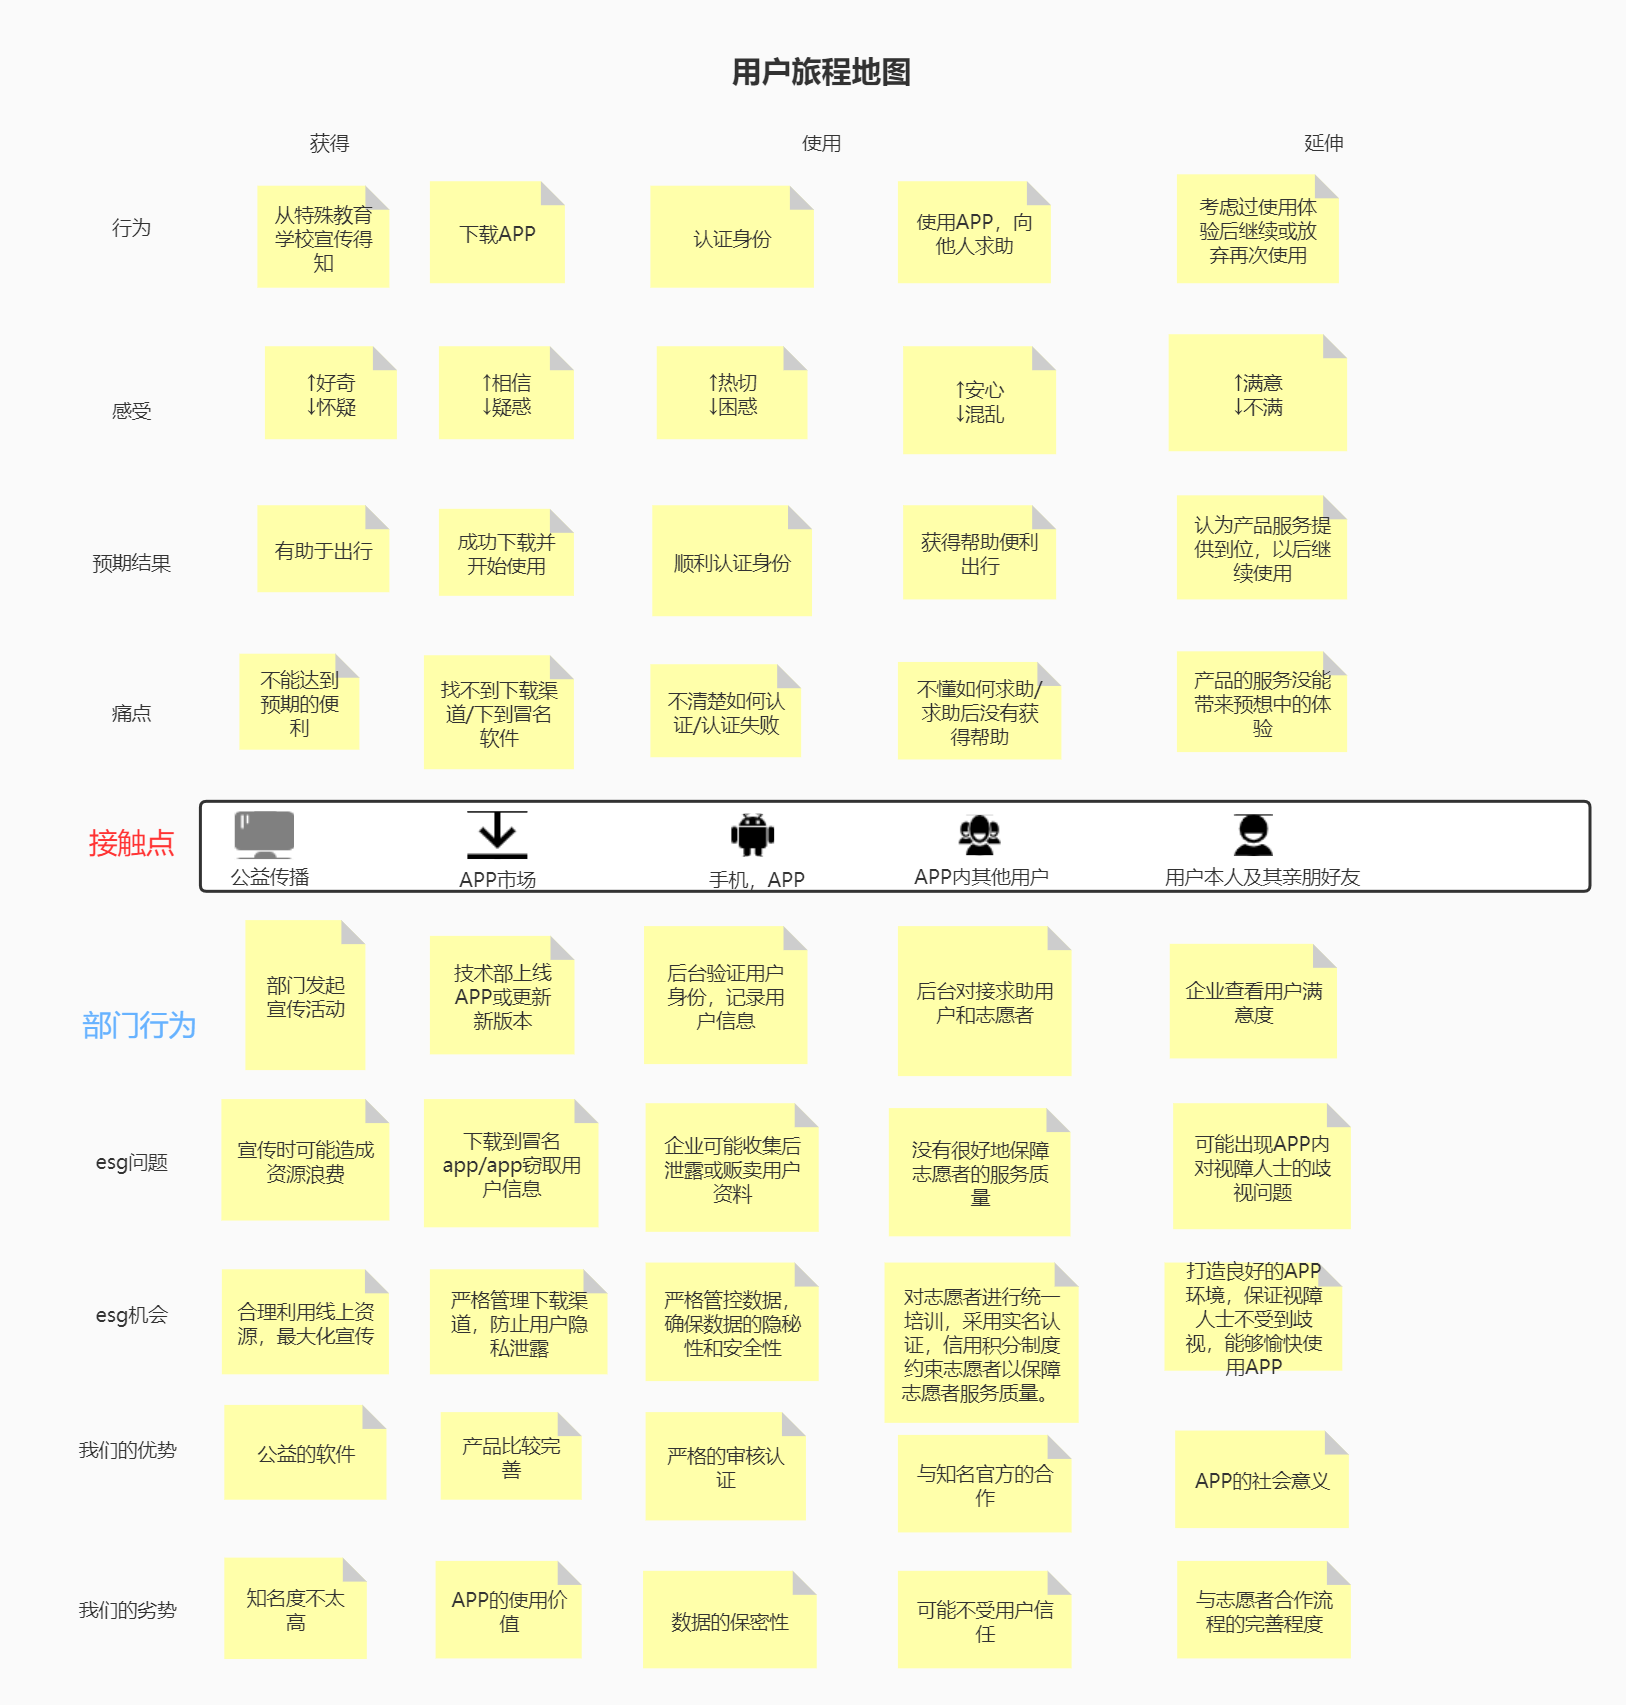 用户旅程地图
获得
使用
延伸
行为
从特殊教育
学校宣传得
知
下载APP
认证身份
使用APP，向
他人求助
考虑过使用体
验后继续或放
弃再次使用
感受
↑好奇
↓怀疑
↑相信
↓疑惑
↑热切
↓困惑
↑安心
↓混乱
↑满意
↓不满
预期结果
有助于出行
成功下载并
开始使用
顺利认证身份
获得帮助便利
出行
认为产品服务提
供到位，以后继
续使用
痛点
不能达到
预期的便
利
找不到下载渠
道/下到冒名
软件
不清楚如何认
证/认证失败
不懂如何求助/
求助后没有获
得帮助
产品的服务没能
带来预想中的体
验
接触点
公益传播
APP市场
手机，APP
APP内其他用户
用户本人及其亲朋好友
部门行为
部门发起
宣传活动
技术部上线
APP或更新
新版本
后台验证用户
身份，记录用
户信息
后台对接求助用
户和志愿者
企业查看用户满
意度
esg问题
宣传时可能造成
资源浪费
下载到冒名
app/app窃取用
户信息
企业可能收集后
泄露或贩卖用户
资料
没有很好地保障
志愿者的服务质
量
可能出现APP内
对视障人士的歧
视问题
esg机会
合理利用线上资
源，最大化宣传
严格管理下载渠
道，防止用户隐
私泄露
严格管控数据，
确保数据的隐秘
性和安全性
对志愿者进行统一
培训，采用实名认
证，信用积分制度
约束志愿者以保障
志愿者服务质量。
打造良好的APP
环境，保证视障
人士不受到歧
视，能够愉快使
用APP
我们的优势
公益的软件
产品比较完
善
严格的审核认
证
与知名官方的合
作
APP的社会意义
我们的劣势
知名度不太
高
APP的使用价
值
数据的保密性
可能不受用户信
任
与志愿者合作流
程的完善程度